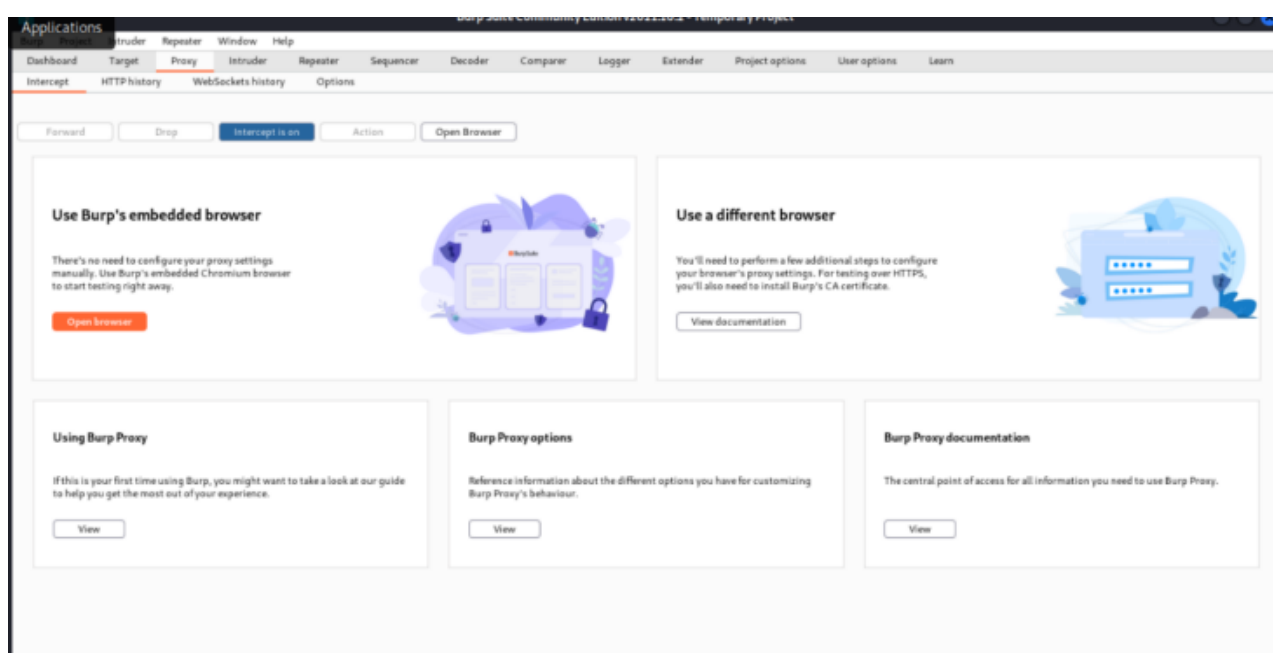 Applications
Burp Project Intruder Repeater Window Help
Dashboard Target Proxy Intruder Repeater Sequencer Decoder Comparer Logger Extender Project options User options Learn
Intercept HTTP history WebSockets history Options
Forward Drop Intercept is on Action Open Browser
Use Burp's embedded browser
There's no need to configure your proxy settings
manually. Use Burp's embedded Chromium browser
to start testing right away.
Open browser
BurpSuite
Use a different browser
You'll need to perform a few additional steps to configure
your browser's proxy settings. For testing over HTTPS,
you'll also need to install Burp's CA certificate.
View documentation
Using Burp Proxy
If this is your first time using Burp, you might want to take a look at our guide
to help you get the most out of your experience.
View
Burp Proxy options
Reference information about the different options you have for customizing
Burp Proxy's behaviour.
View
Burp Proxy documentation
The central point of access for all information you need to use Burp Proxy.
View